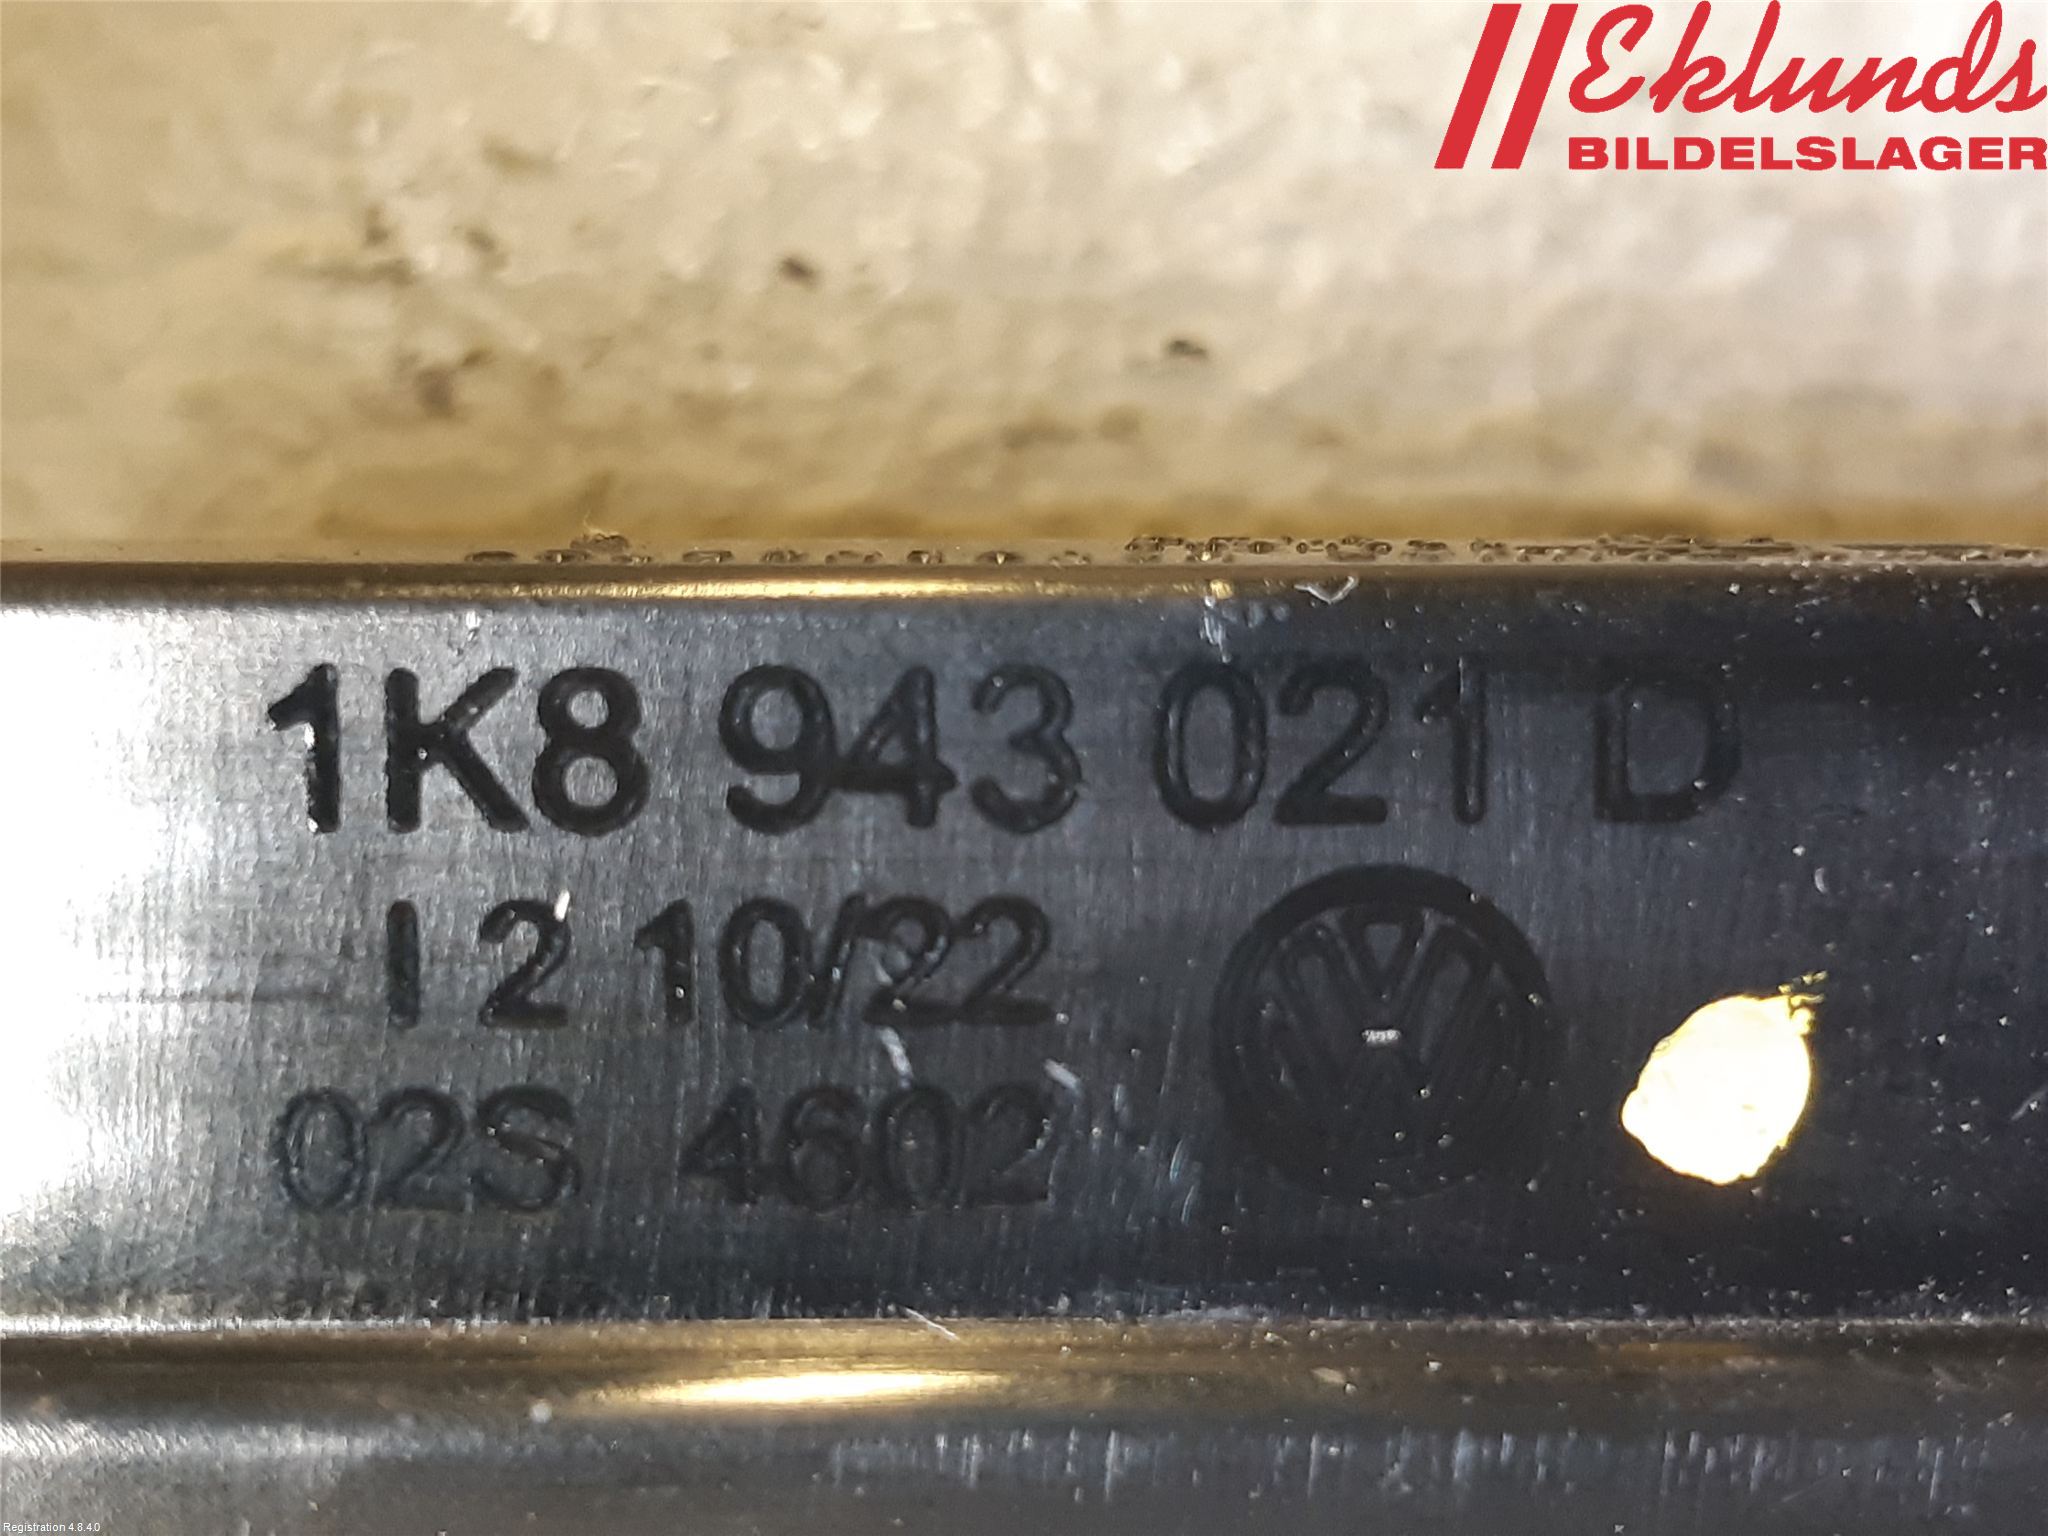 Eklunds
BILDELSLAGER
1K8 943 021 D
I 2 10/22
02S 4602
Registration 4.8.4.0